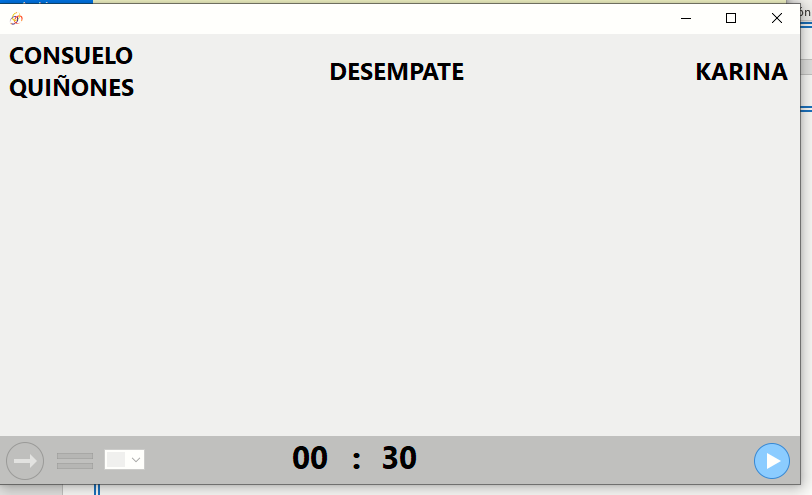 CONSUELO
QUIÑONES
DESEMPATE
KARINA
00 : 30